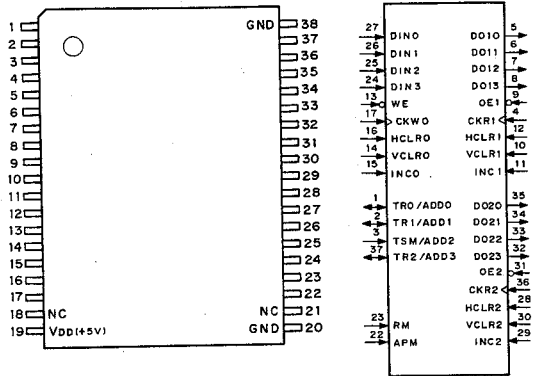 1
2
3
4
5
6
7
8
9
10
11
12
13
14
15
16
17
18 NC
19 VDD(+5V)
GND 38
37
36
35
34
33
32
31
30
29
28
27
26
25
24
23
22
NC 21
GND 20
27 DIN0
26 DIN1
25 DIN2
24 DIN3
13 WE
17 CKW0
16 HCLR0
14 VCLR0
15 INC0
1 TR0/ADD0
2 TR1/ADD1
3 TSM/ADD2
37 TR2/ADD3
23 RM
22 APM
DO10 5
DO11 6
DO12 7
DO13 8
OE1 9
CKR1 4
HCLR1 12
VCLR1 10
INC1 11
DO20 35
DO21 34
DO22 33
DO23 32
OE2 31
CKR2 36
HCLR2 28
VCLR2 30
INC2 29